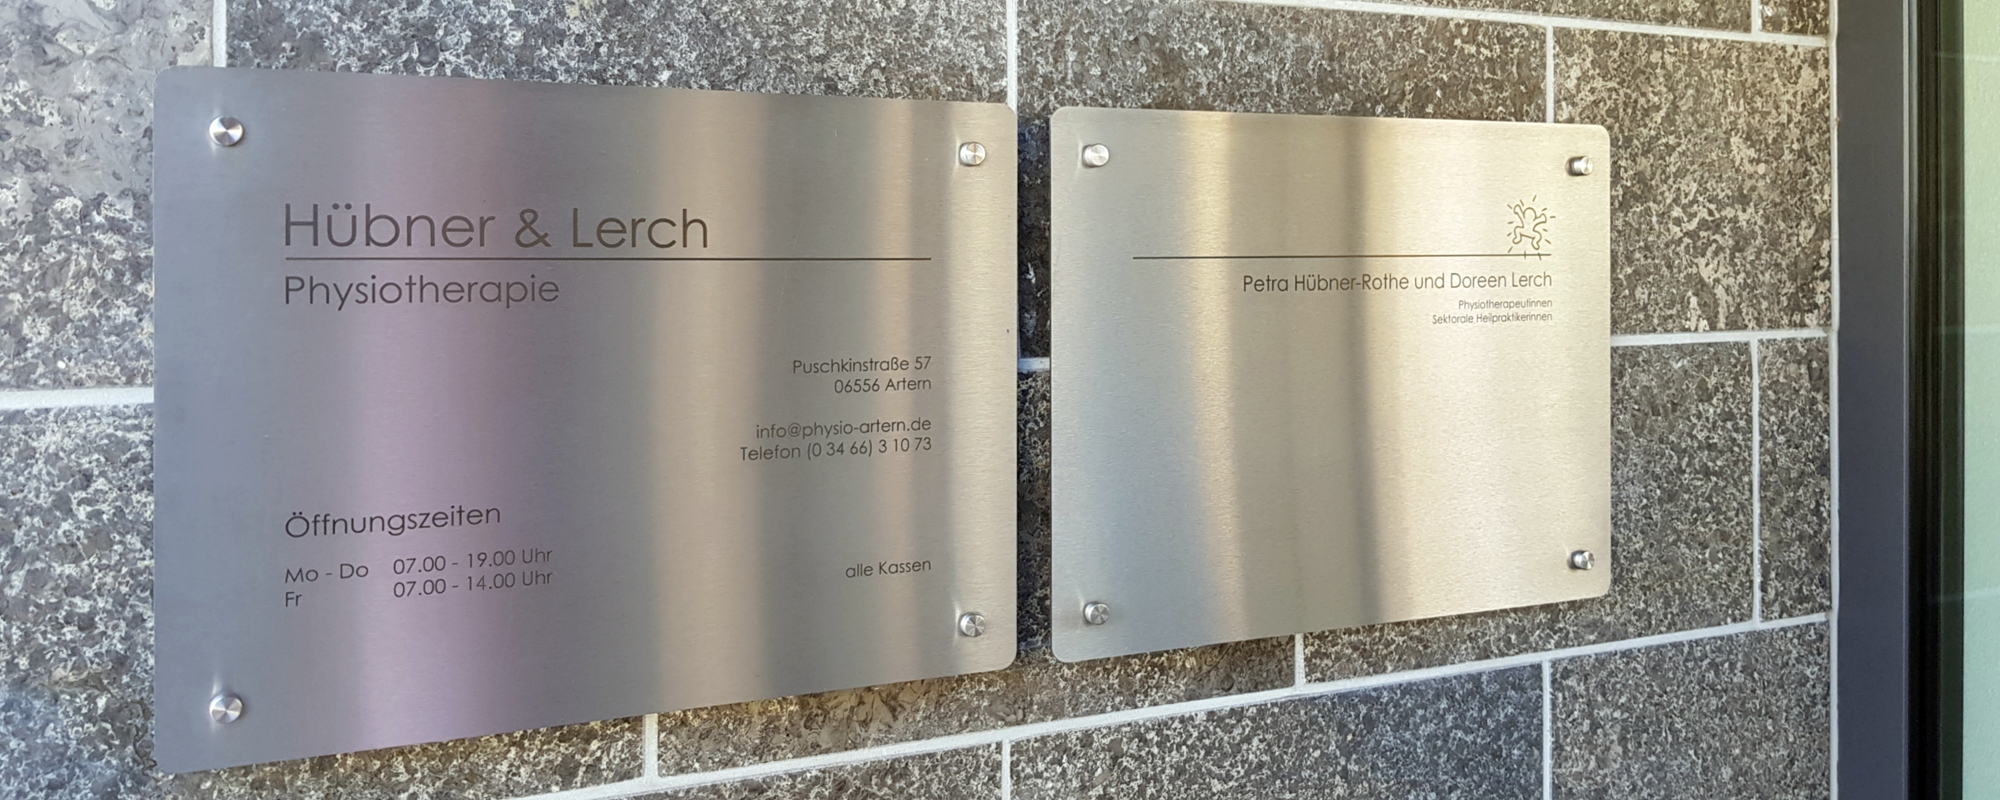 Hübner & Lerch
Physiotherapie
Puschkinstraße 57
06556 Artern
info@physio-artern.de
Telefon (0 34 66) 3 10 73
Öffnungszeiten
Mo - Do 07.00 - 19.00 Uhr
Fr 07.00 - 14.00 Uhr
alle Kassen
Petra Hübner-Rothe und Doreen Lerch
Physiotherapeutinnen
Sektorale Heilpraktikerinnen